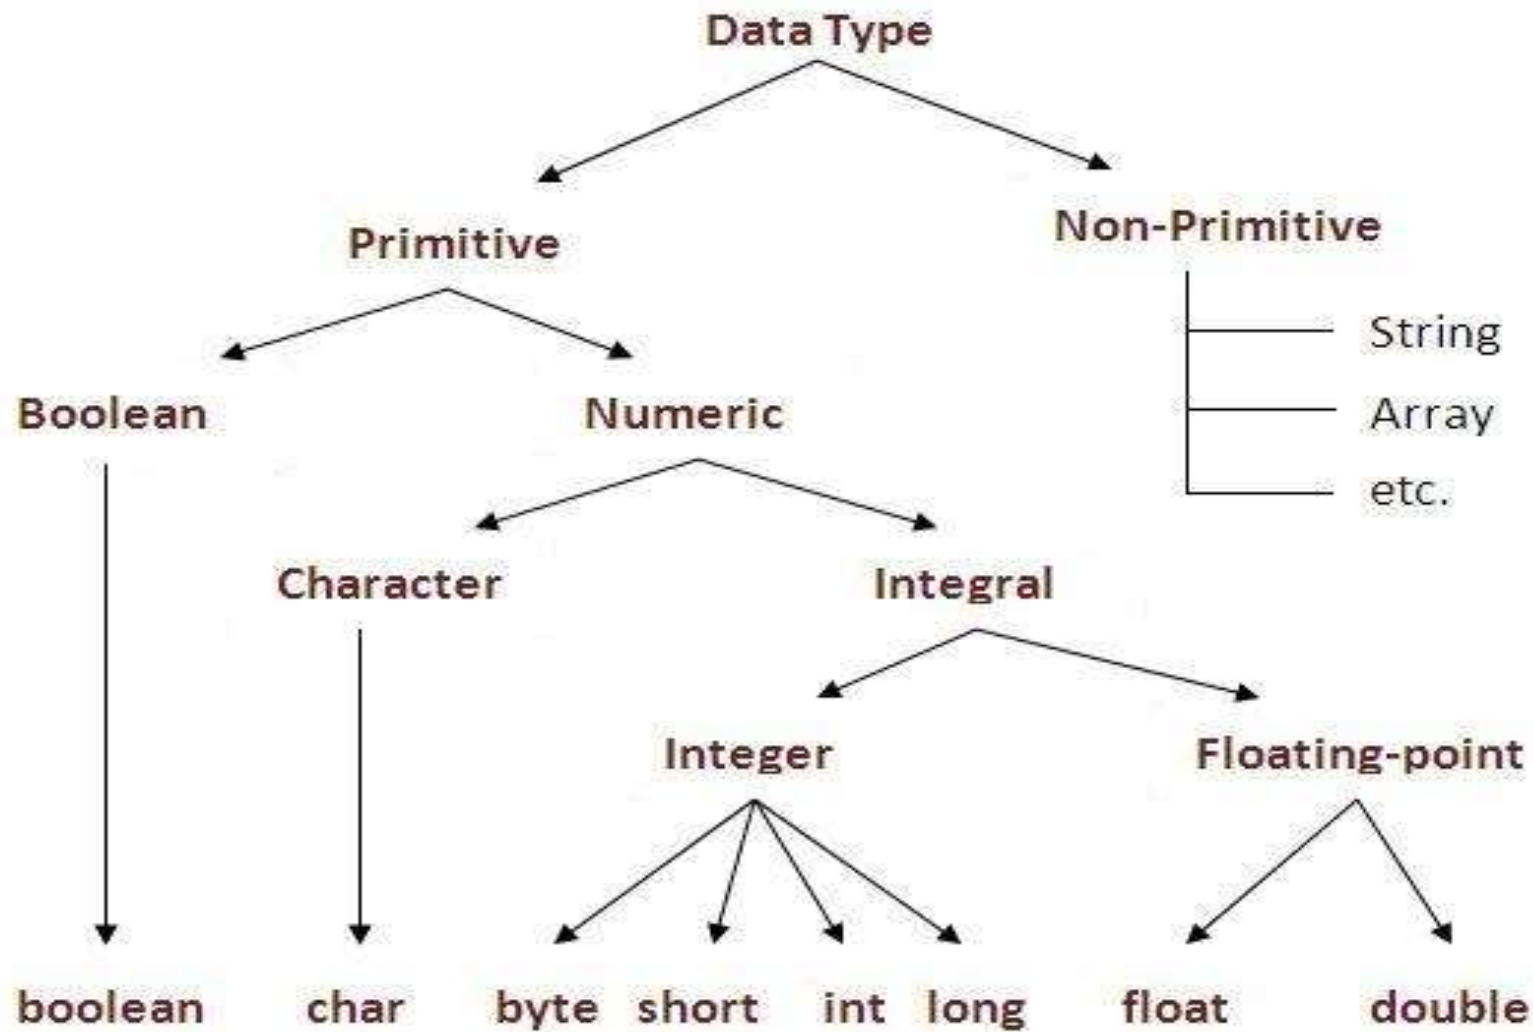 Data Type
Primitive
Non-Primitive
String
Array
etc.
Boolean
Numeric
Character
Integral
Integer
Floating-point
boolean
char
byte
short
int
long
float
double